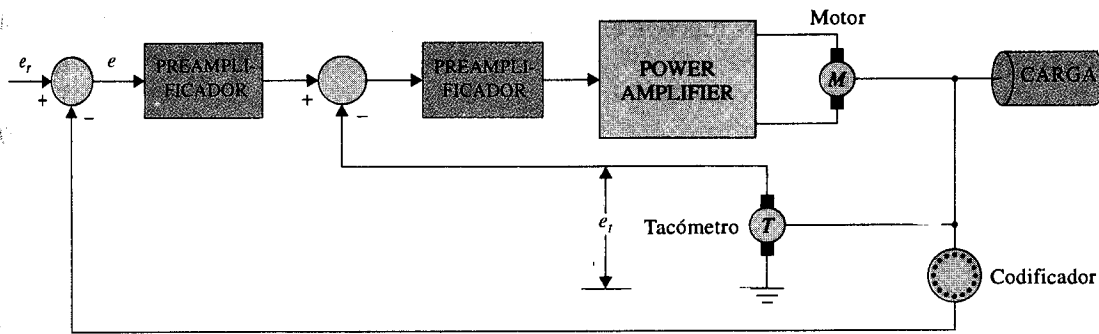 Motor
e_r
e
+
−
PREAMPLI-
FICADOR
+
−
PREAMPLI-
FICADOR
POWER
AMPLIFIER
M
CARGA
e_t
Tacómetro
T
Codificador